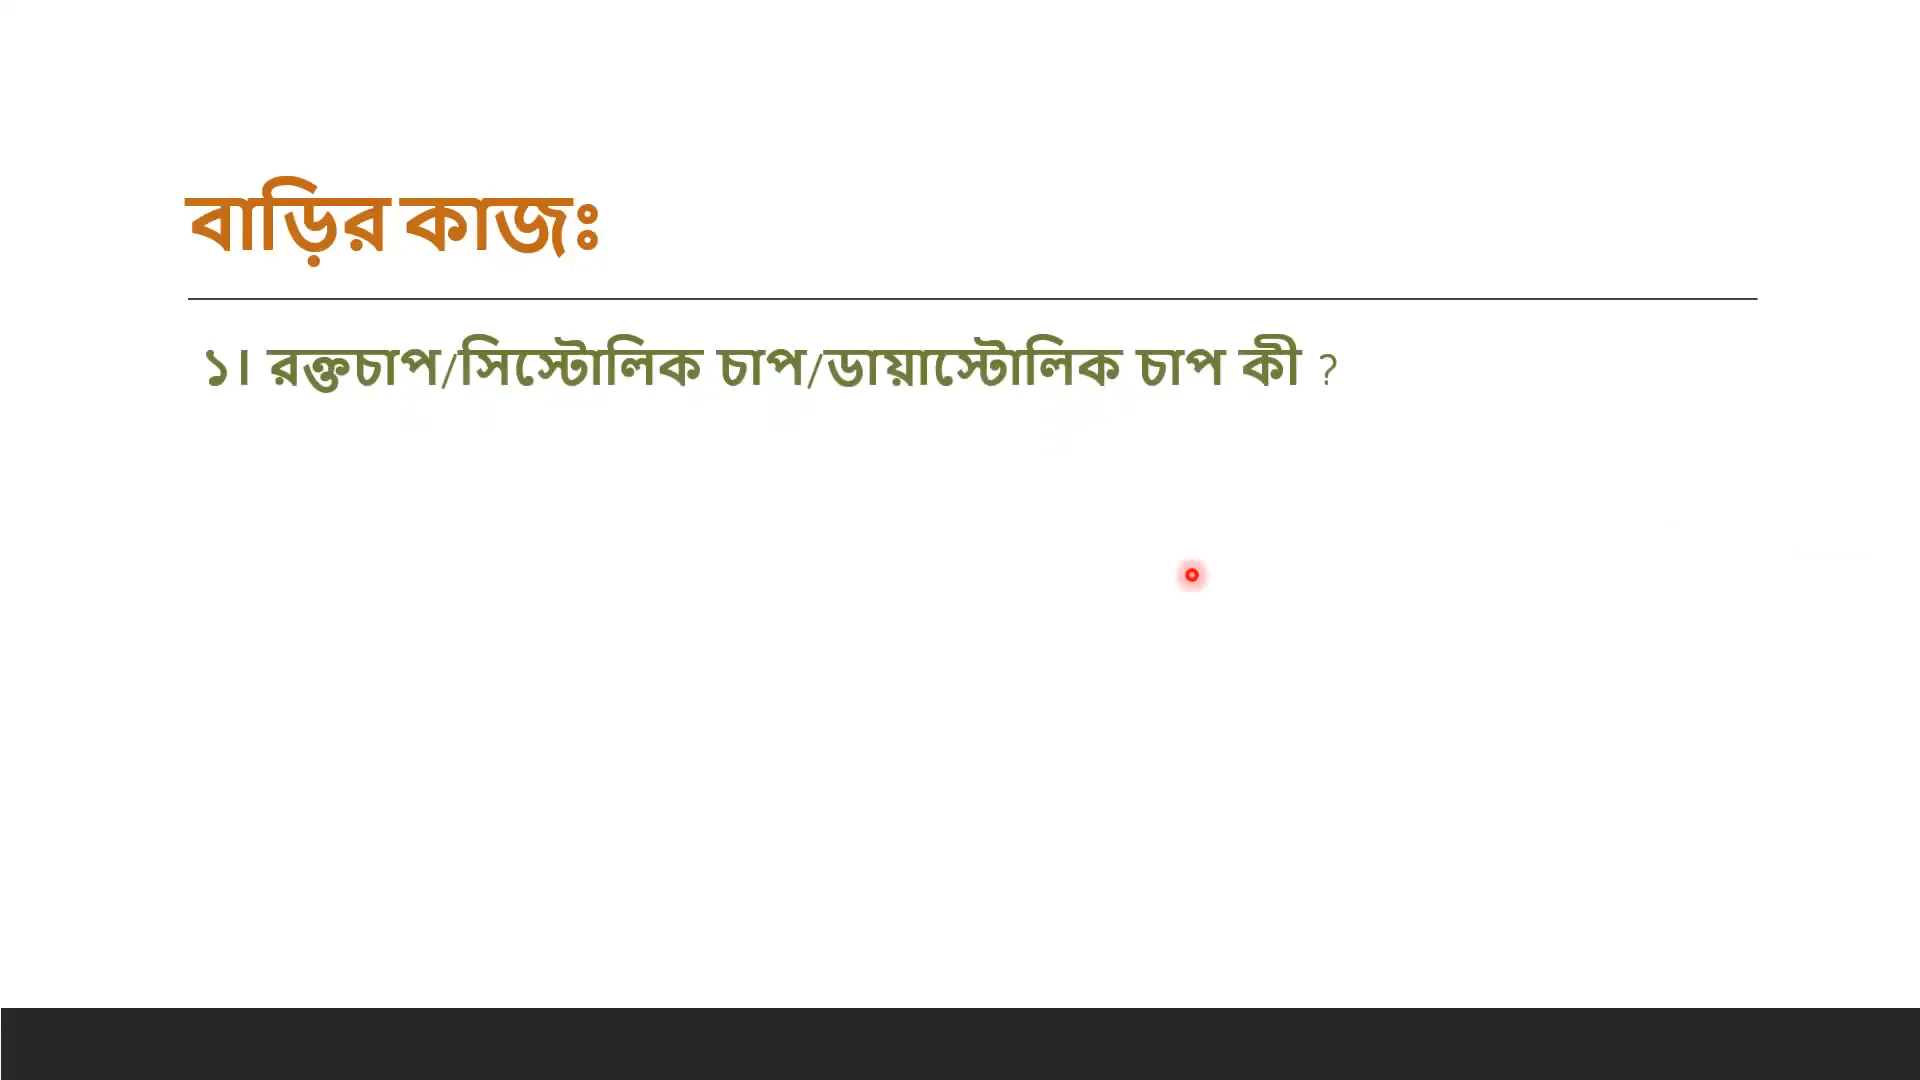 বাড়ির কাজঃ
১। রক্তচাপ/সিস্টোলিক চাপ/ডায়াস্টোলিক চাপ কী ?